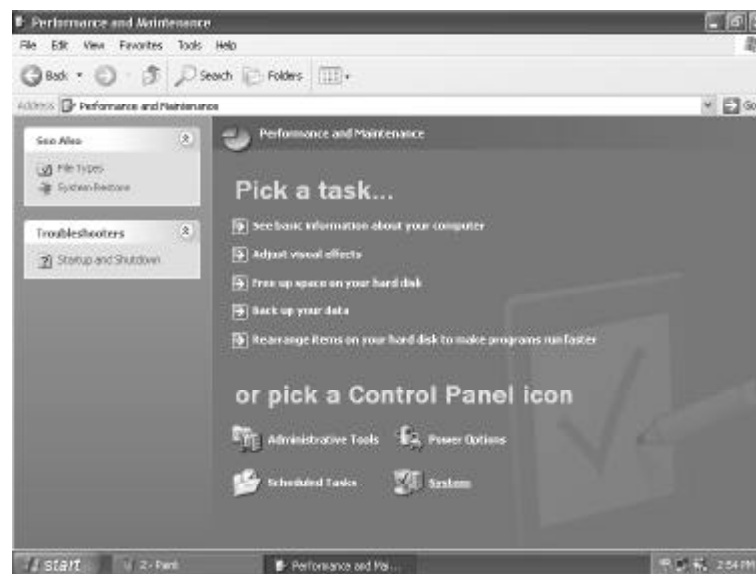 Performance and Maintenance
File Edit View Favorites Tools Help
Back Search Folders
Address Performance and Maintenance Go
See Also
File Types
System Restore
Troubleshooters
Startup and Shutdown
Performance and Maintenance
Pick a task...
See basic information about your computer
Adjust visual effects
Free up space on your hard disk
Back up your data
Rearrange items on your hard disk to make programs run faster
or pick a Control Panel icon
Administrative Tools Power Options
Scheduled Tasks System
start 2 - Paint Performance and Mai... 2:54 PM